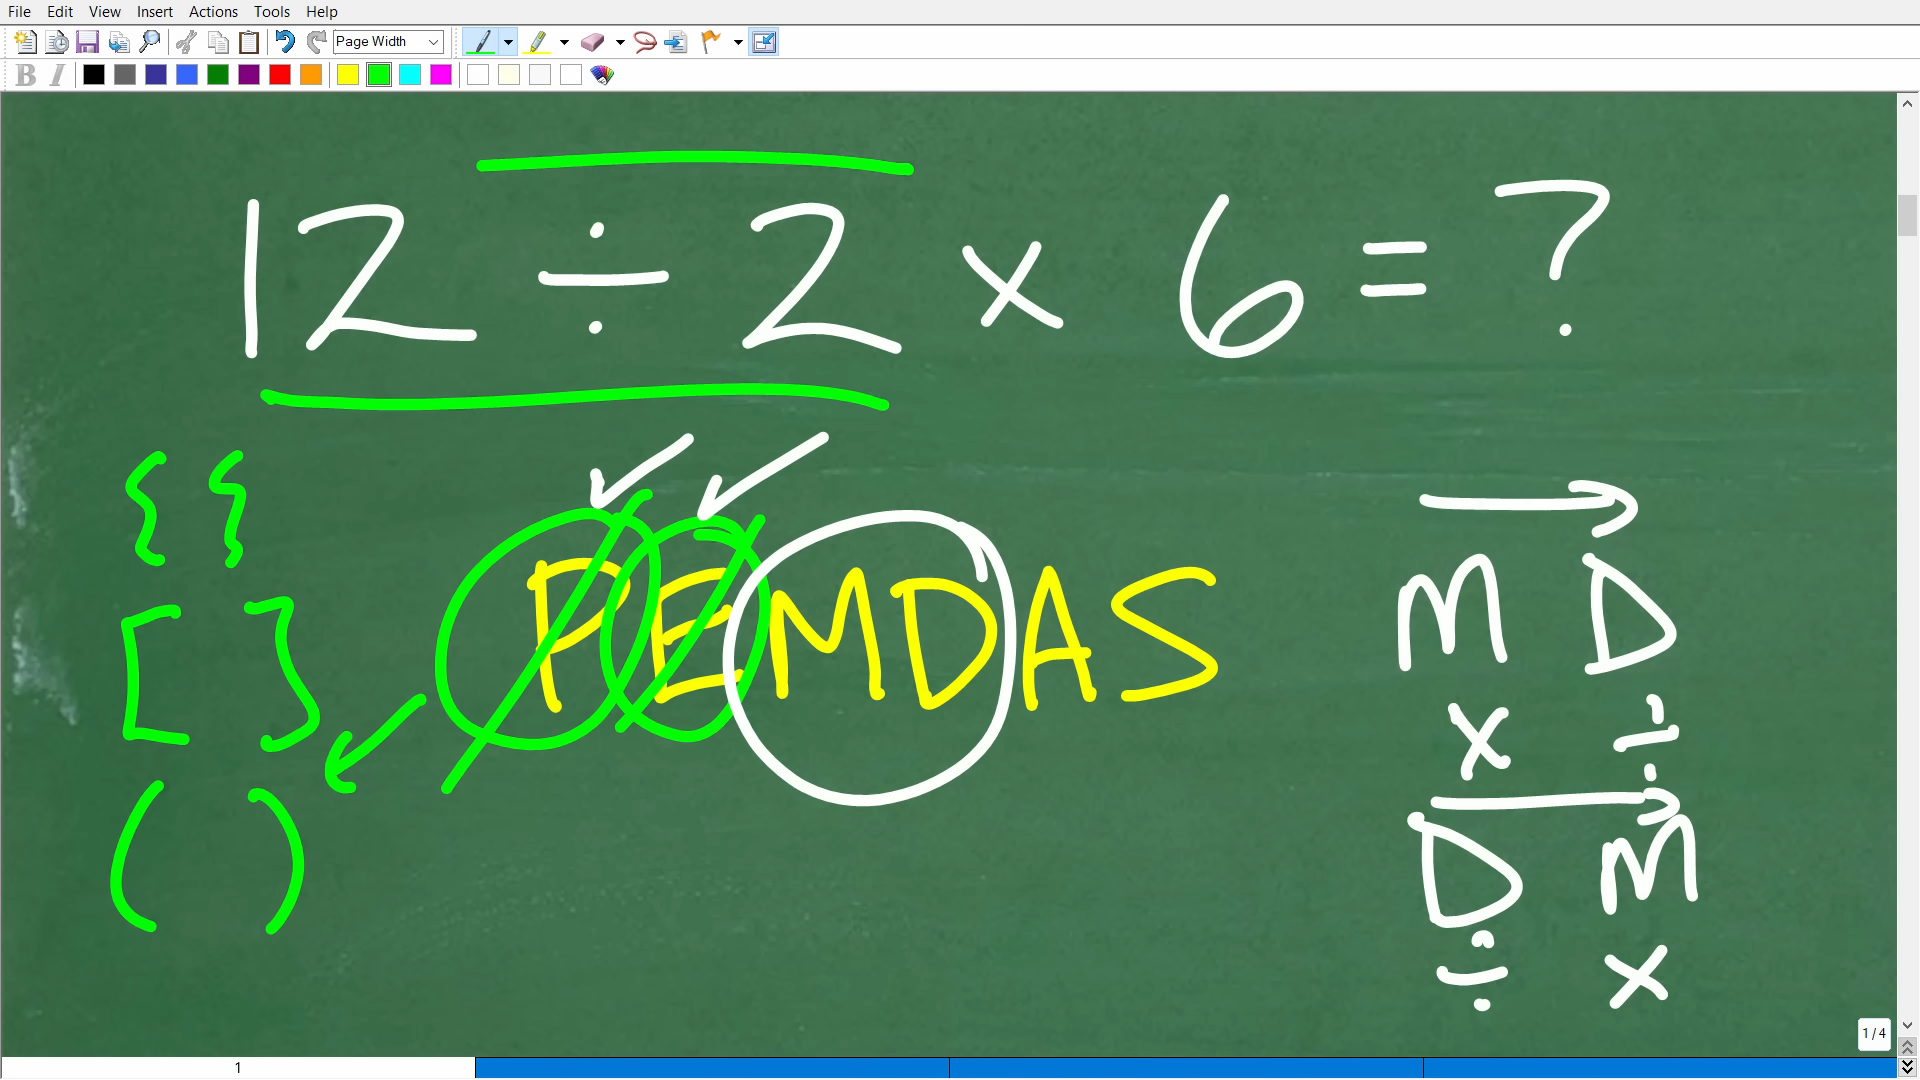 File Edit View Insert Actions Tools Help
Page Width
B I
12 ÷ 2 x 6 = ?
{ {
[ ]
( )
PEMDAS
M D
x ÷
D M
÷ x
1 / 4
1